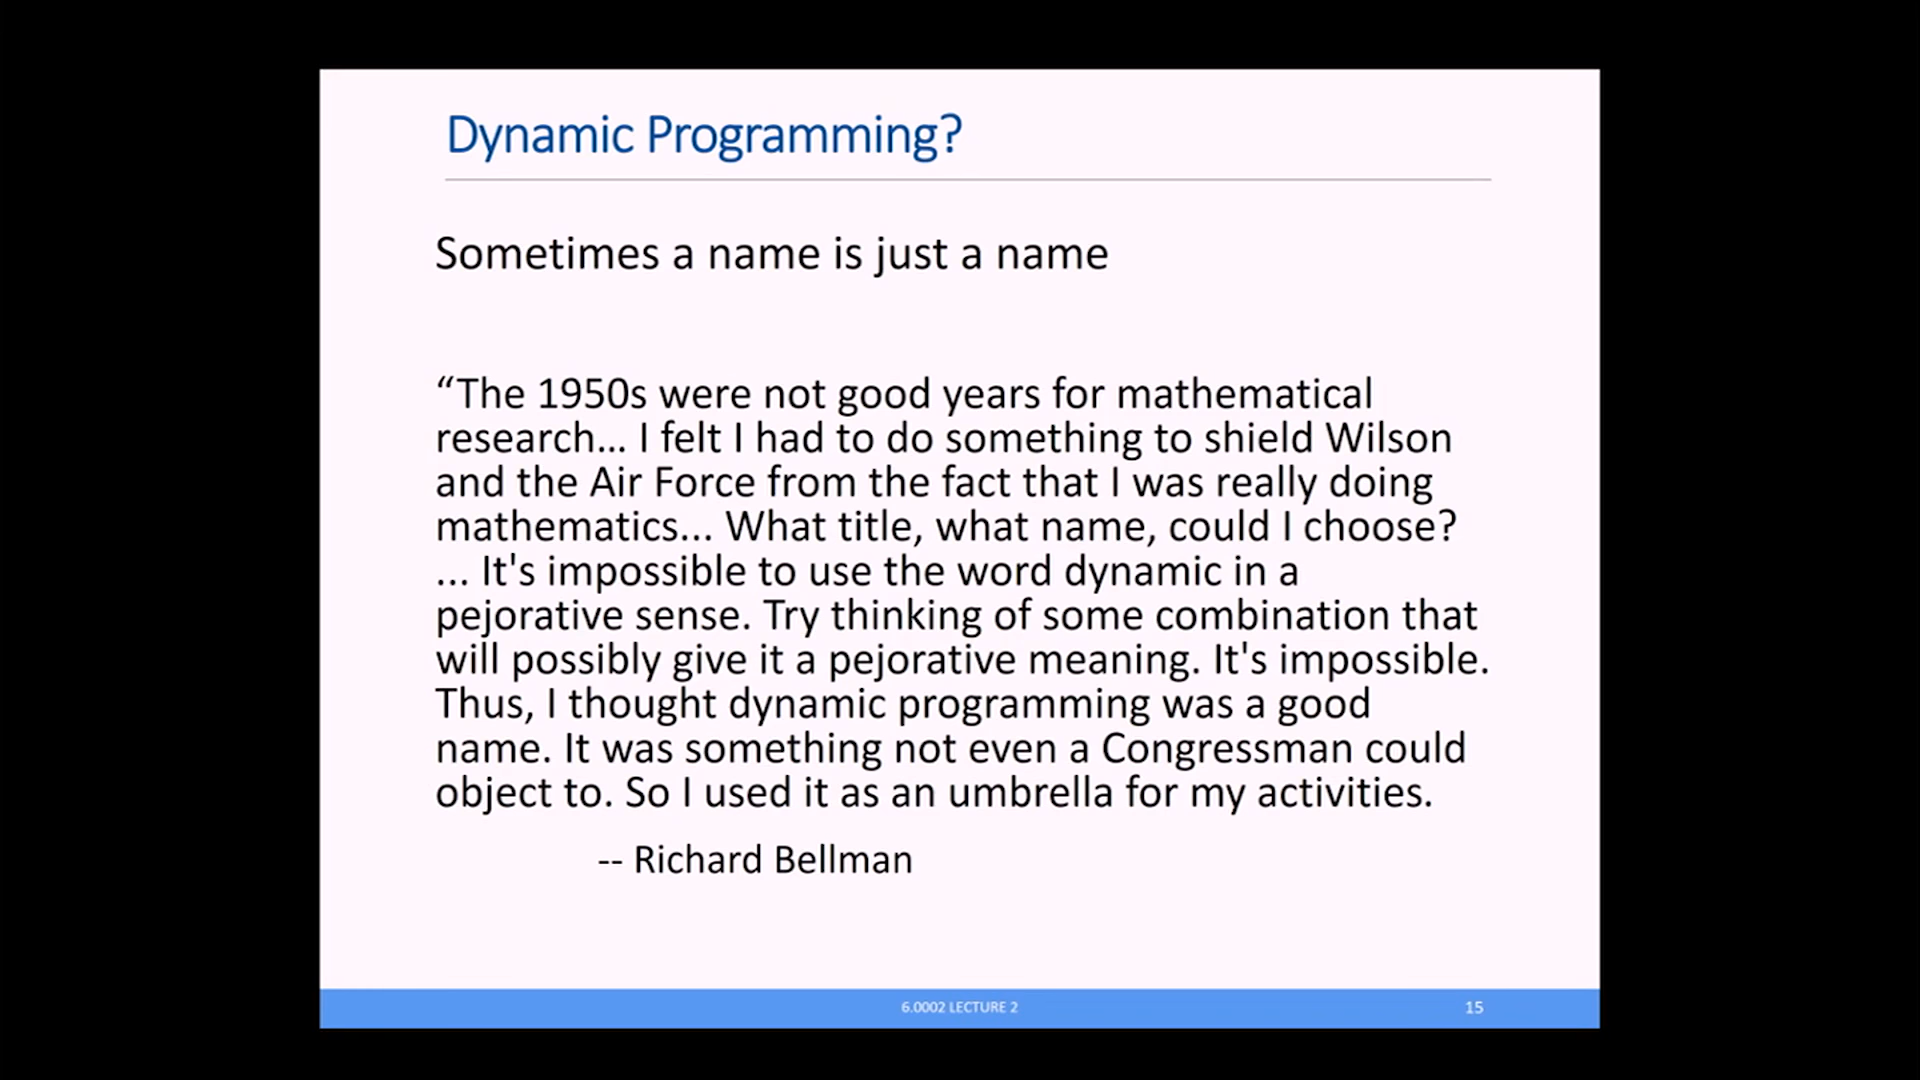 Dynamic Programming?
Sometimes a name is just a name
“The 1950s were not good years for mathematical
research... I felt I had to do something to shield Wilson
and the Air Force from the fact that I was really doing
mathematics... What title, what name, could I choose?
... It's impossible to use the word dynamic in a
pejorative sense. Try thinking of some combination that
will possibly give it a pejorative meaning. It's impossible.
Thus, I thought dynamic programming was a good
name. It was something not even a Congressman could
object to. So I used it as an umbrella for my activities.
-- Richard Bellman
6.0002 LECTURE 2
15